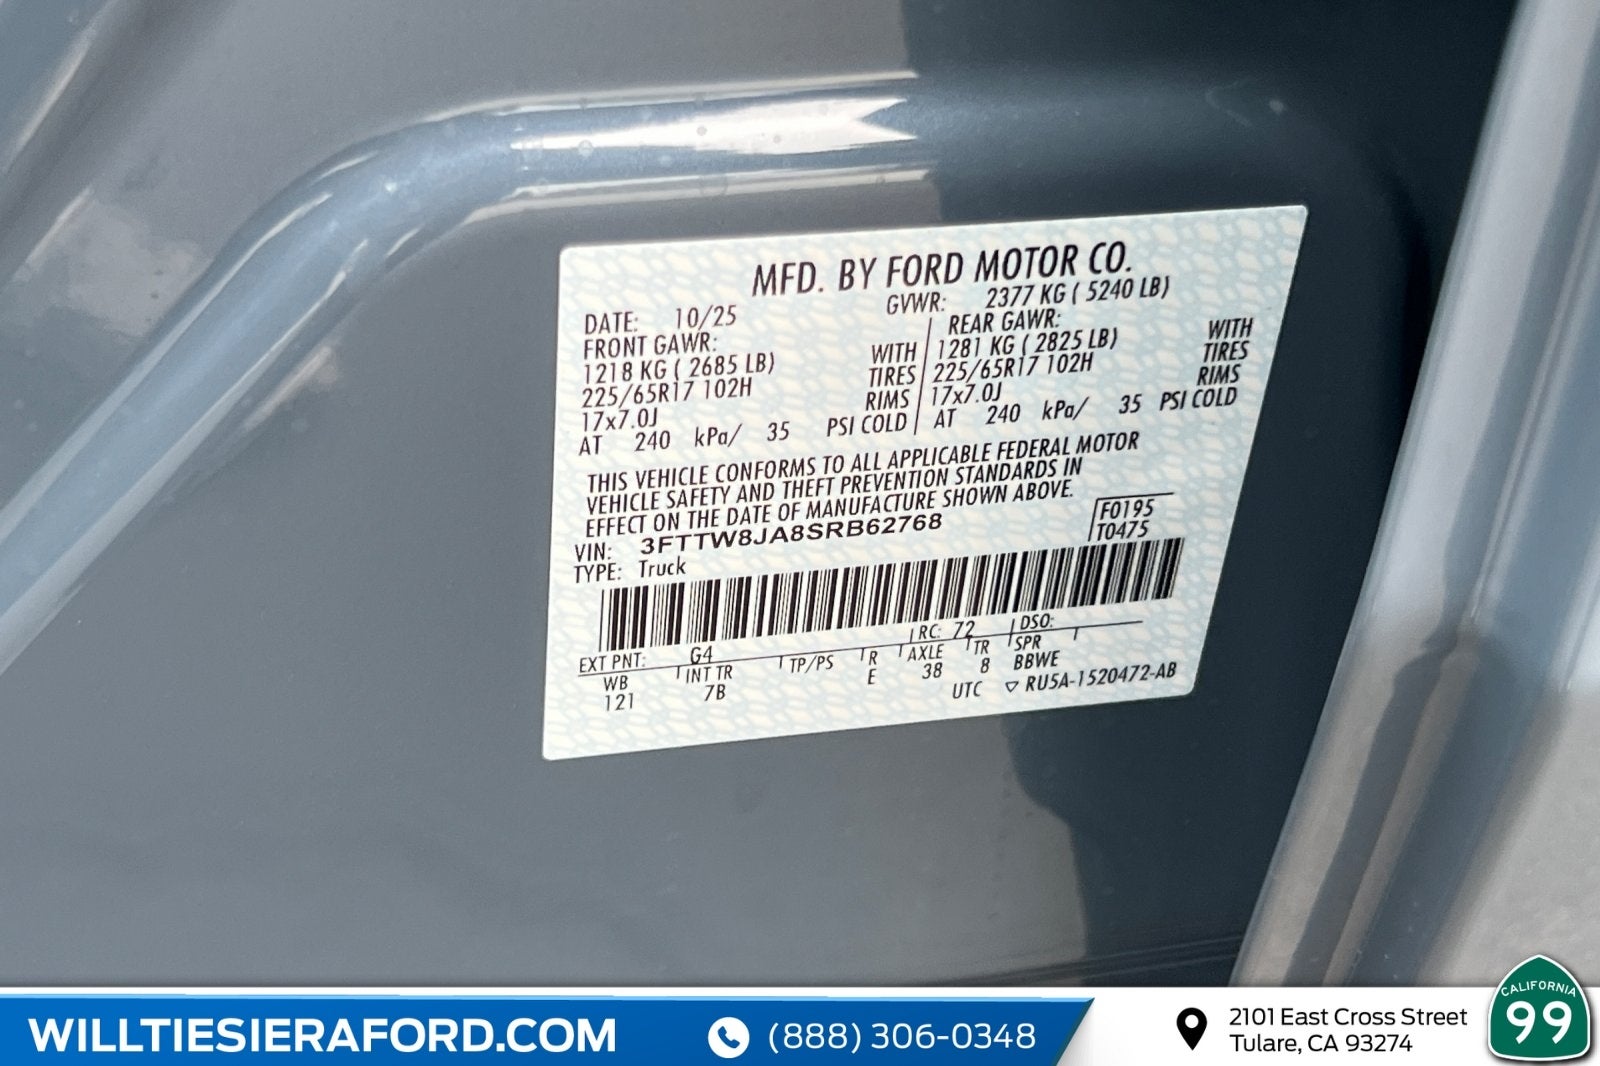 MFD. BY FORD MOTOR CO.
DATE: 10/25 GVWR: 2377 KG ( 5240 LB)
FRONT GAWR: REAR GAWR:
1218 KG ( 2685 LB) WITH 1281 KG ( 2825 LB) WITH
225/65R17 102H TIRES 225/65R17 102H TIRES
17x7.0J RIMS 17x7.0J RIMS
AT 240 kPa/ 35 PSI COLD AT 240 kPa/ 35 PSI COLD
THIS VEHICLE CONFORMS TO ALL APPLICABLE FEDERAL MOTOR
VEHICLE SAFETY AND THEFT PREVENTION STANDARDS IN
EFFECT ON THE DATE OF MANUFACTURE SHOWN ABOVE.
VIN: 3FTTW8JA8SRB62768 F0195
TYPE: Truck T0475
EXT PNT: G4 RC: 72 DSO:
WB INT TR TP/PS R AXLE TR SPR
121 7B E 38 8 BBWE
UTC ▽ RU5A-1520472-AB
WILLTIESIERAFORD.COM
(888) 306-0348
2101 East Cross Street
Tulare, CA 93274
CALIFORNIA
99